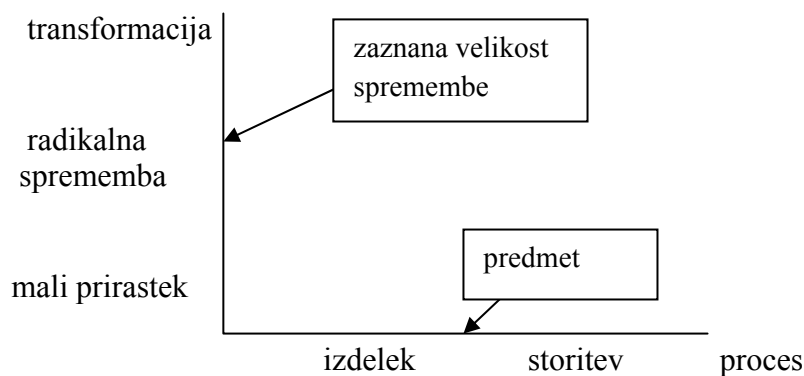 transformacija
zaznana velikost
spremembe
radikalna
sprememba
predmet
mali prirastek
izdelek storitev proces